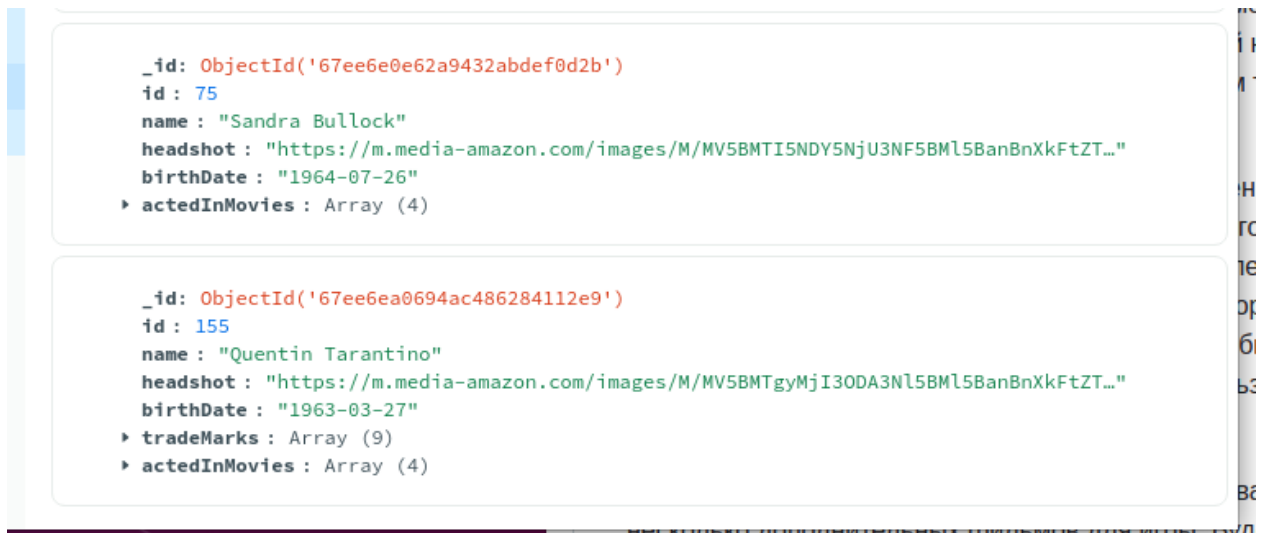 _id: ObjectId('67ee6e0e62a9432abdef0d2b')
id : 75
name : "Sandra Bullock"
headshot : "https://m.media-amazon.com/images/M/MV5BMTI5NDY5NjU3NF5BMl5BanBnXkFtZT…"
birthDate : "1964-07-26"
actedInMovies : Array (4)
_id: ObjectId('67ee6ea0694ac486284112e9')
id : 155
name : "Quentin Tarantino"
headshot : "https://m.media-amazon.com/images/M/MV5BMTgyMjI3ODA3Nl5BMl5BanBnXkFtZT…"
birthDate : "1963-03-27"
tradeMarks : Array (9)
actedInMovies : Array (4)